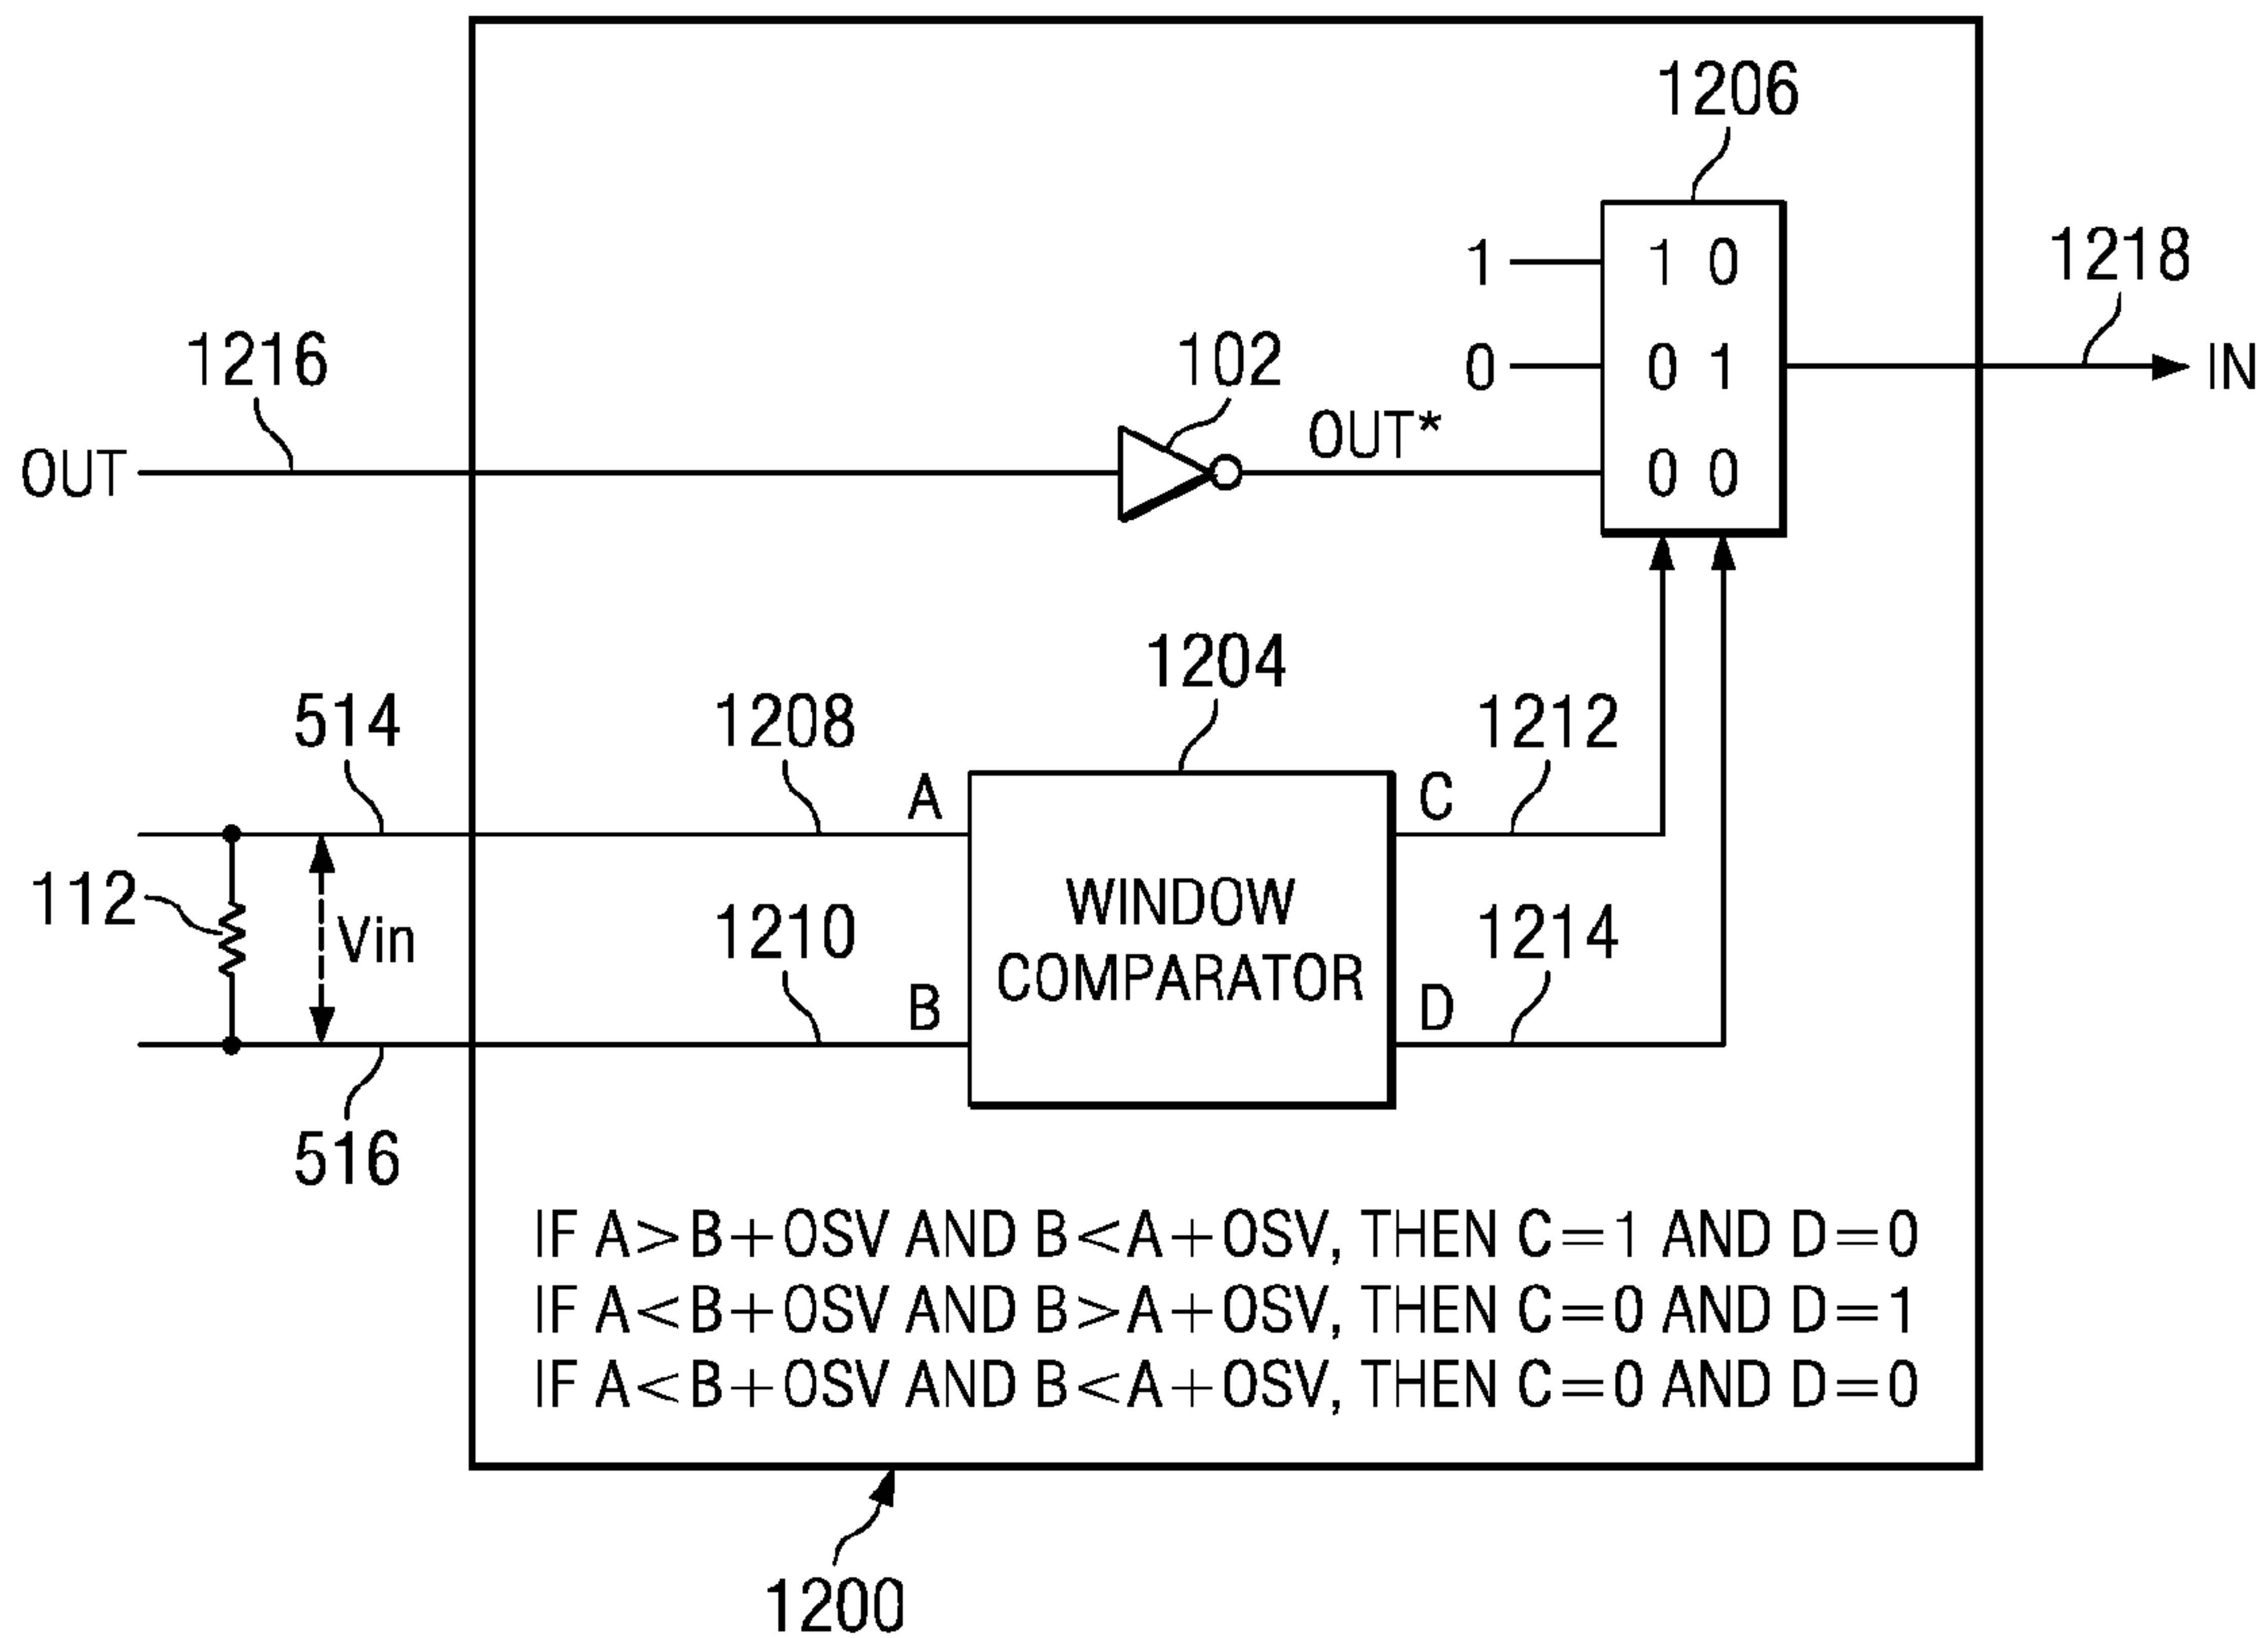 1206
1
1 0
1218
1216
102
0
0 1
IN
OUT*
OUT
0 0
1204
514
1208
1212
A
C
112
Vin
1210
WINDOW
COMPARATOR
1214
B
D
516
IF A>B+OSV AND B<A+OSV, THEN C=1 AND D=0
IF A<B+OSV AND B>A+OSV, THEN C=0 AND D=1
IF A<B+OSV AND B<A+OSV, THEN C=0 AND D=0
1200